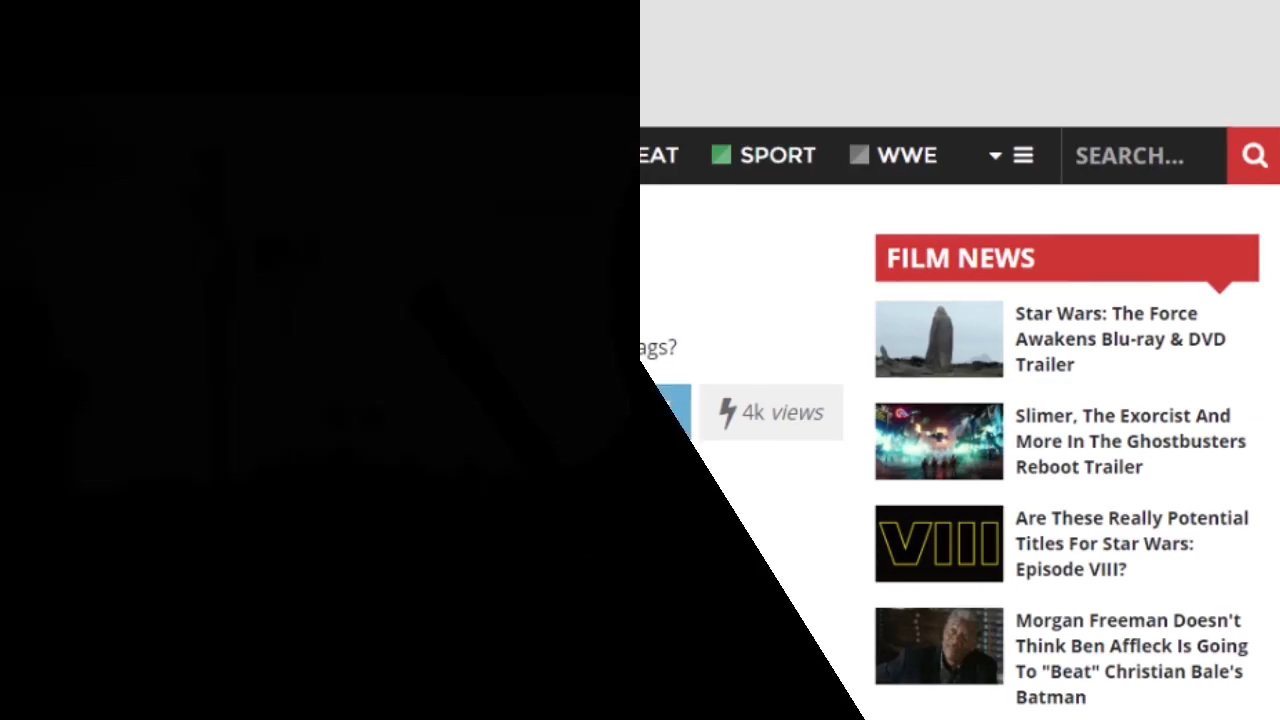 SPORT WWE SEARCH...
FILM NEWS
Star Wars: The Force
Awakens Blu-ray & DVD
Trailer
4k views
Slimer, The Exorcist And
More In The Ghostbusters
Reboot Trailer
VIII
Are These Really Potential
Titles For Star Wars:
Episode VIII?
Morgan Freeman Doesn't
Think Ben Affleck Is Going
To "Beat" Christian Bale's
Batman